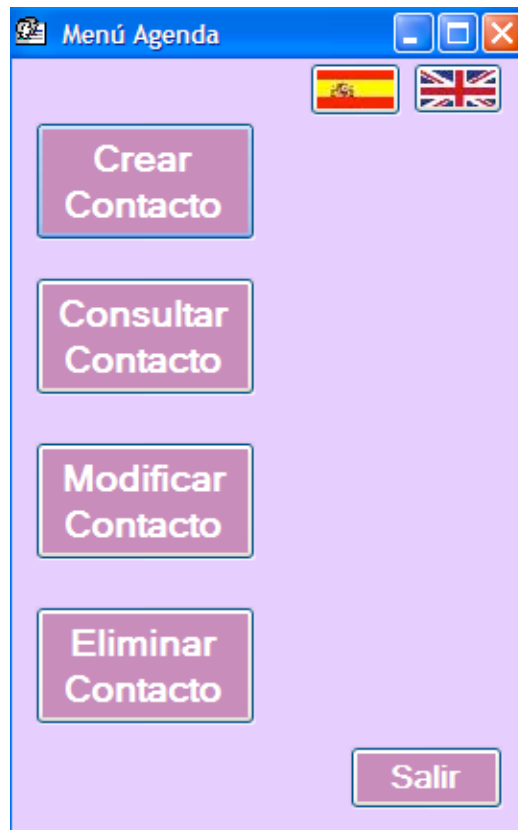 Menú Agenda
Crear
Contacto
Consultar
Contacto
Modificar
Contacto
Eliminar
Contacto
Salir